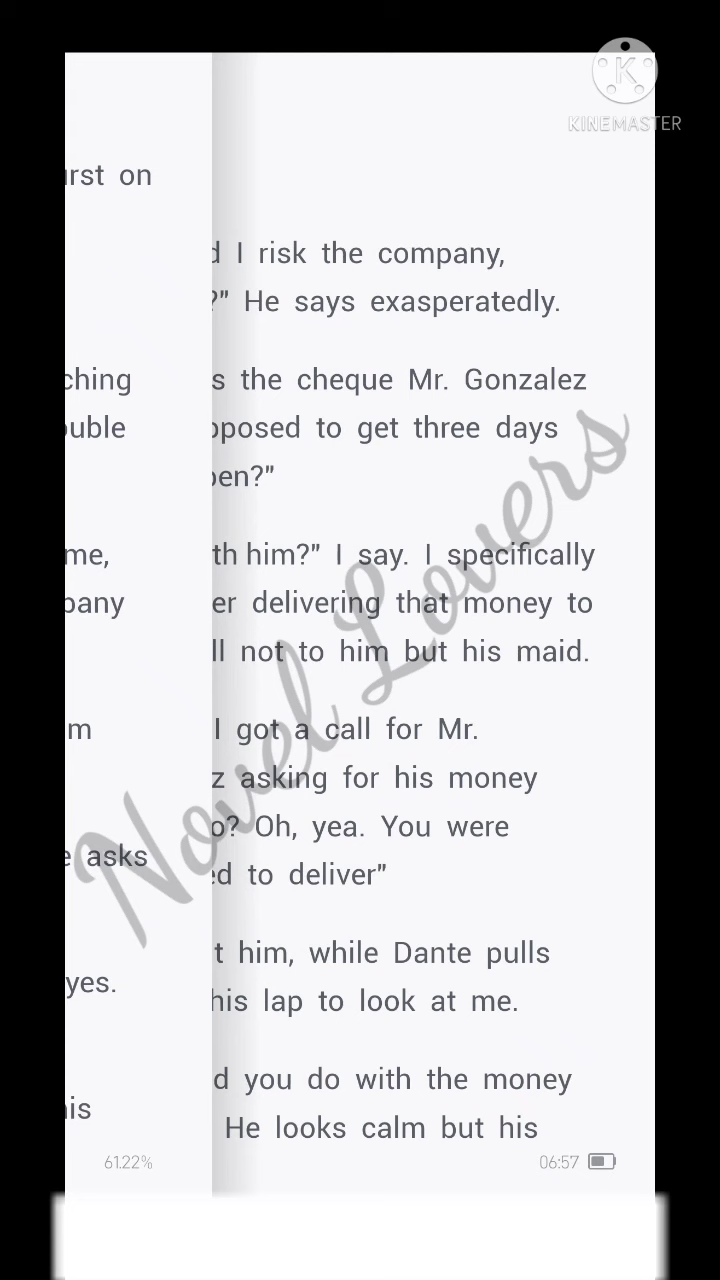 KINEMASTER
urst on
ching
ouble
me,
pany
m
e asks
yes.
his
61.22%
d I risk the company,
?" He says exasperatedly.
s the cheque Mr. Gonzalez
pposed to get three days
pen?"
th him?" I say. I specifically
er delivering that money to
ll not to him but his maid.
I got a call for Mr.
z asking for his money
o? Oh, yea. You were
ed to deliver"
t him, while Dante pulls
his lap to look at me.
d you do with the money
He looks calm but his
06:57
Novel Lovers